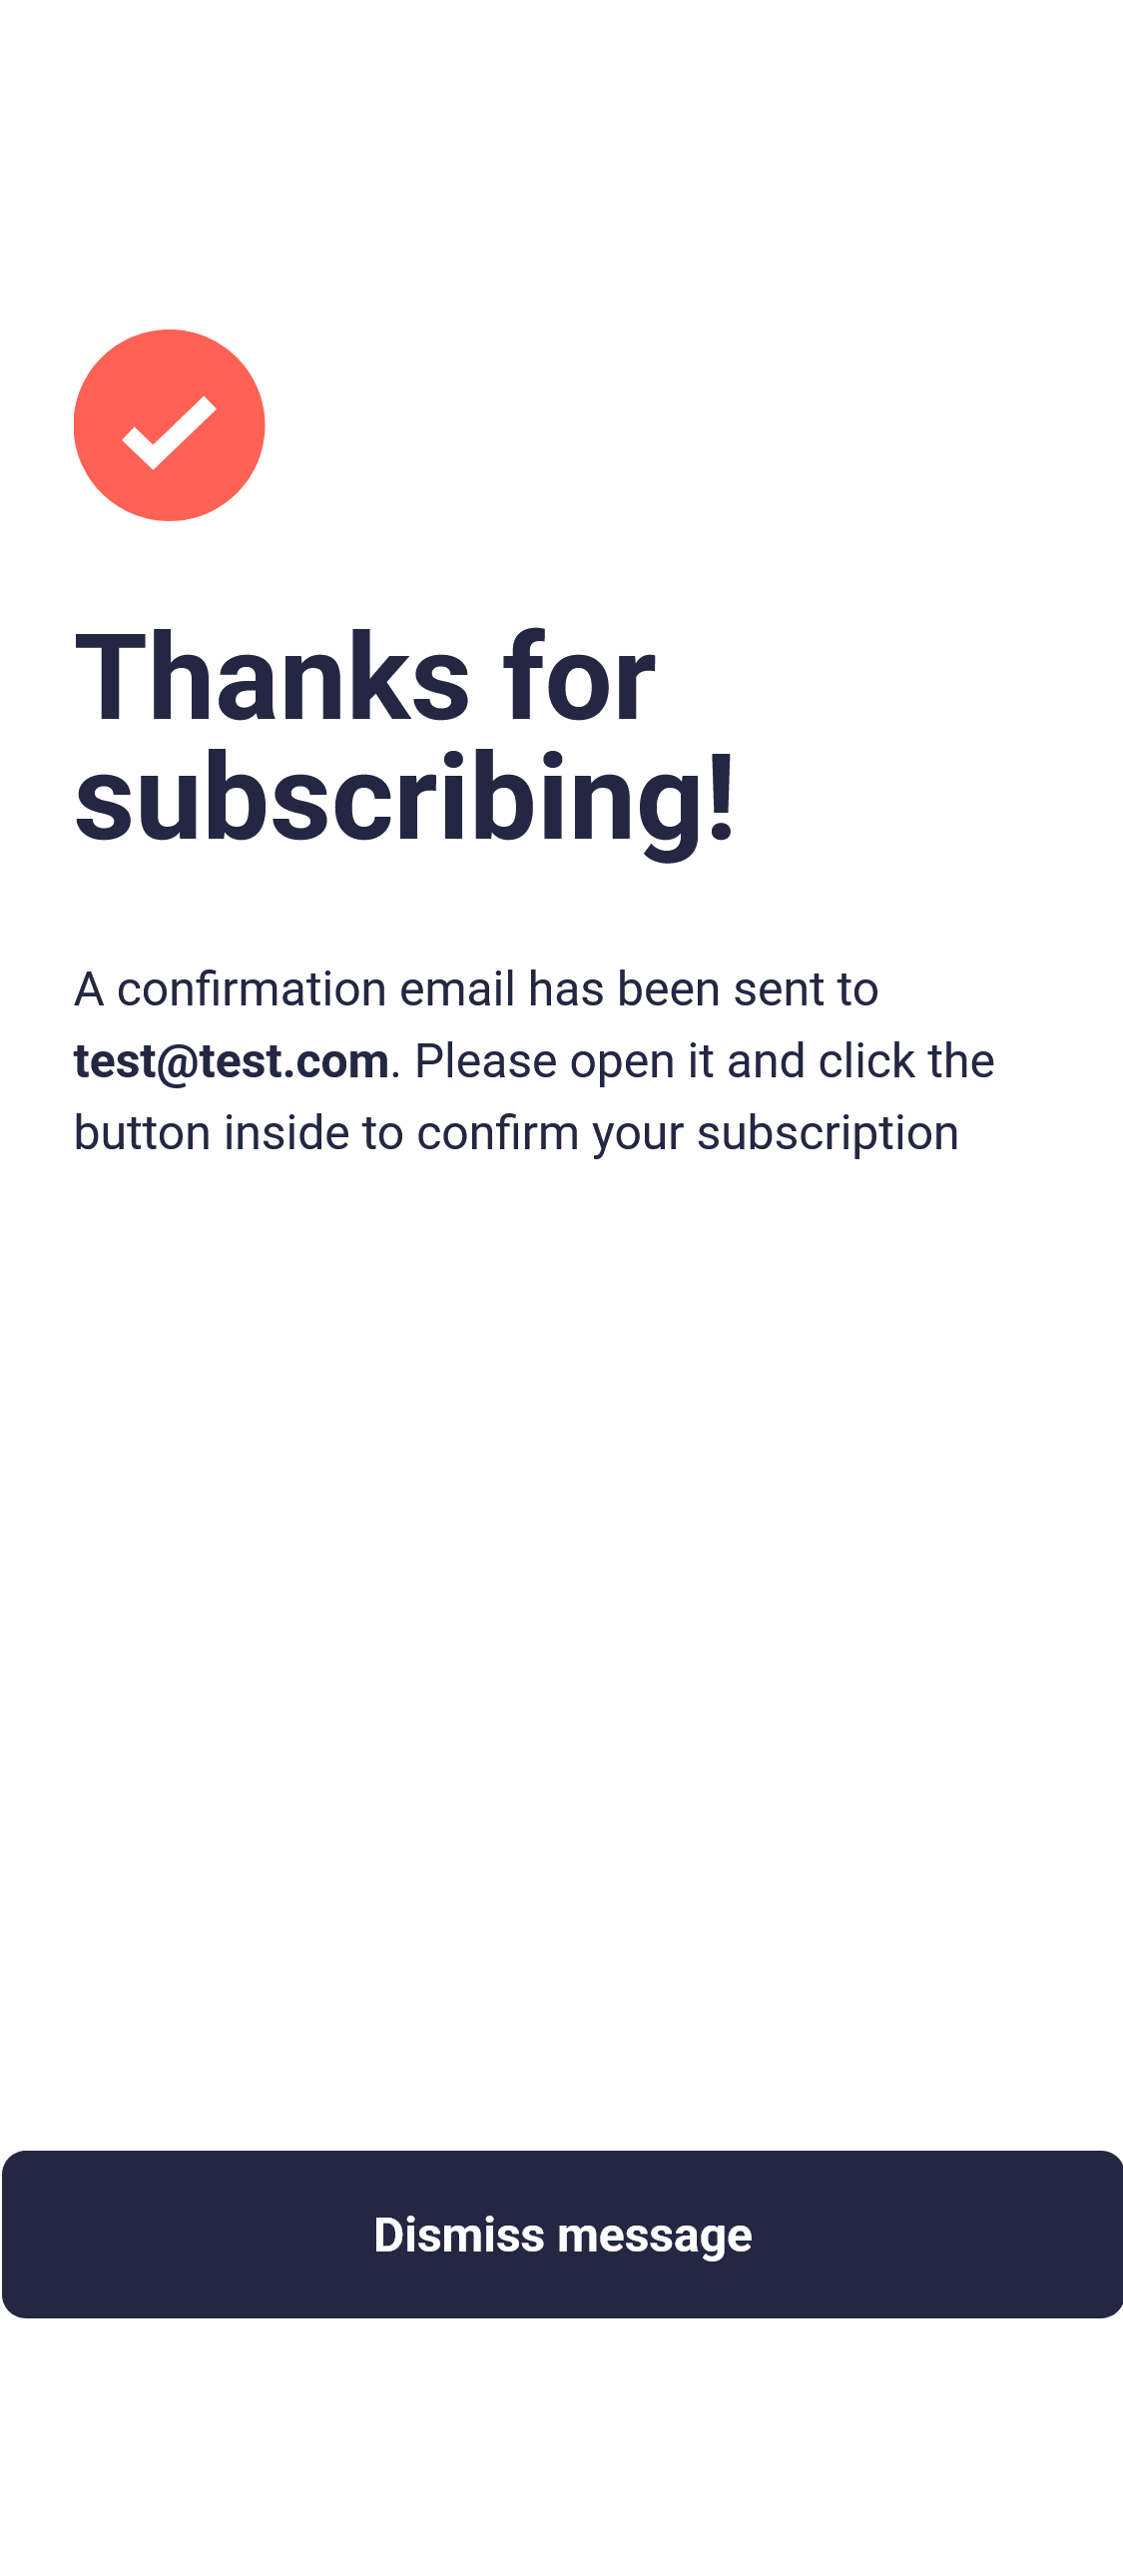 Thanks for
subscribing!
A confirmation email has been sent to
test@test.com. Please open it and click the
button inside to confirm your subscription
Dismiss message